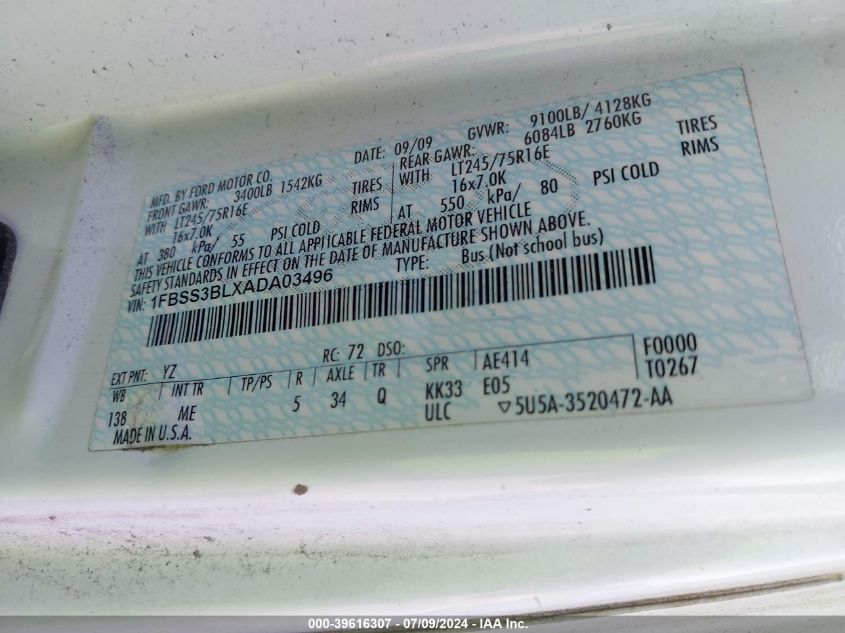 MFD. BY FORD MOTOR CO.
DATE: 09/09 GVWR: 9100LB/ 4128KG
FRONT GAWR: 3400LB 1542KG
REAR GAWR: 6084LB 2760KG
WITH LT245/75R16E TIRES
WITH LT245/75R16E TIRES
16x7.0K RIMS
16x7.0K RIMS
AT 380 kPa/ 55 PSI COLD
AT 550 kPa/ 80 PSI COLD
THIS VEHICLE CONFORMS TO ALL APPLICABLE FEDERAL MOTOR VEHICLE
SAFETY STANDARDS IN EFFECT ON THE DATE OF MANUFACTURE SHOWN ABOVE.
VIN: 1FBSS3BLXADA03496 TYPE: Bus (Not school bus)
EXT PNT: YZ RC: 72 DSO: F0000
WB INT TR TP/PS R AXLE TR SPR AE414 T0267
138 ME 5 34 Q KK33 E05
MADE IN U.S.A. ULC 5U5A-3520472-AA
000-39616307 - 07/09/2024 - IAA Inc.